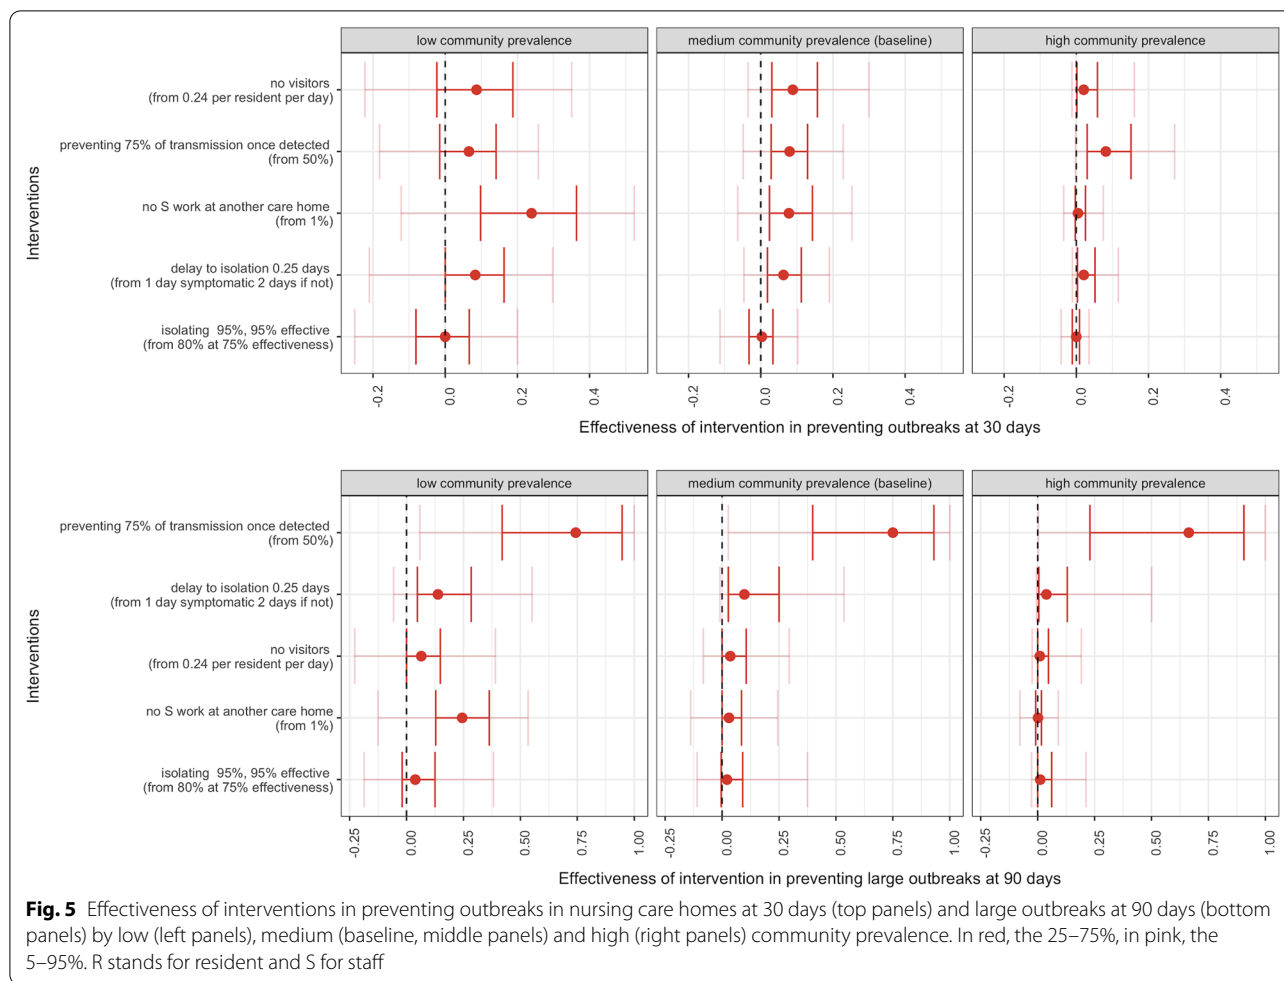 low community prevalence
medium community prevalence (baseline)
high community prevalence
Interventions
no visitors
(from 0.24 per resident per day)
preventing 75% of transmission once detected
(from 50%)
no S work at another care home
(from 1%)
delay to isolation 0.25 days
(from 1 day symptomatic 2 days if not)
isolating  95%, 95% effective
(from 80% at 75% effectiveness)
-0.2
0.0
0.2
0.4
-0.2
0.0
0.2
0.4
-0.2
0.0
0.2
0.4
Effectiveness of intervention in preventing outbreaks at 30 days
low community prevalence
medium community prevalence (baseline)
high community prevalence
Interventions
preventing 75% of transmission once detected
(from 50%)
delay to isolation 0.25 days
(from 1 day symptomatic 2 days if not)
no visitors
(from 0.24 per resident per day)
no S work at another care home
(from 1%)
isolating  95%, 95% effective
(from 80% at 75% effectiveness)
-0.25
0.00
0.25
0.50
0.75
1.00
-0.25
0.00
0.25
0.50
0.75
1.00
-0.25
0.00
0.25
0.50
0.75
1.00
Effectiveness of intervention in preventing large outbreaks at 90 days
Fig. 5 Effectiveness of interventions in preventing outbreaks in nursing care homes at 30 days (top panels) and large outbreaks at 90 days (bottom
panels) by low (left panels), medium (baseline, middle panels) and high (right panels) community prevalence. In red, the 25–75%, in pink, the
5–95%. R stands for resident and S for staff